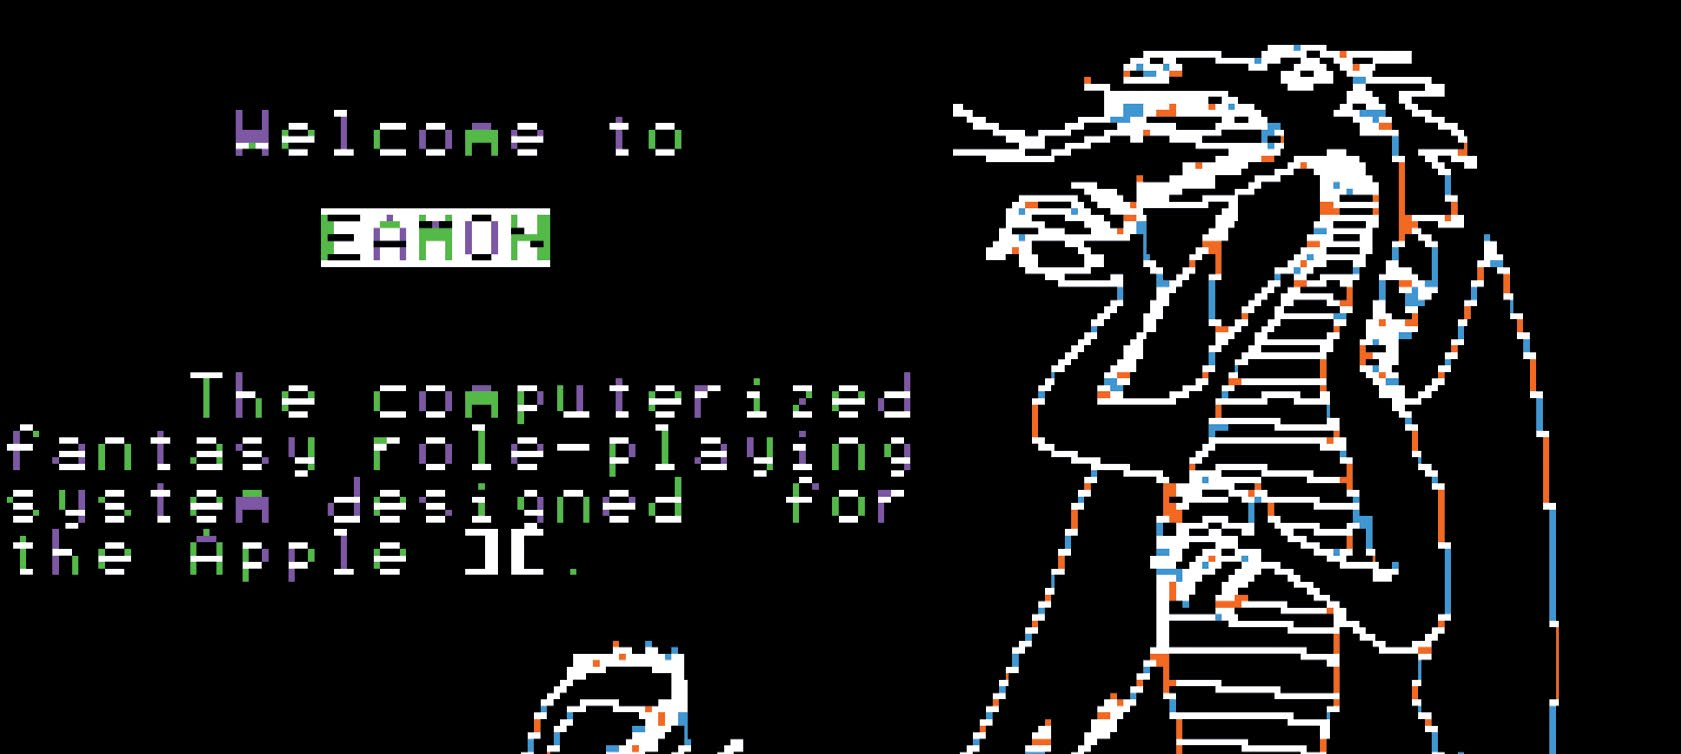 Welcome to
EAMON
The computerized
fantasy role-playing
system designed for
the Apple ][.